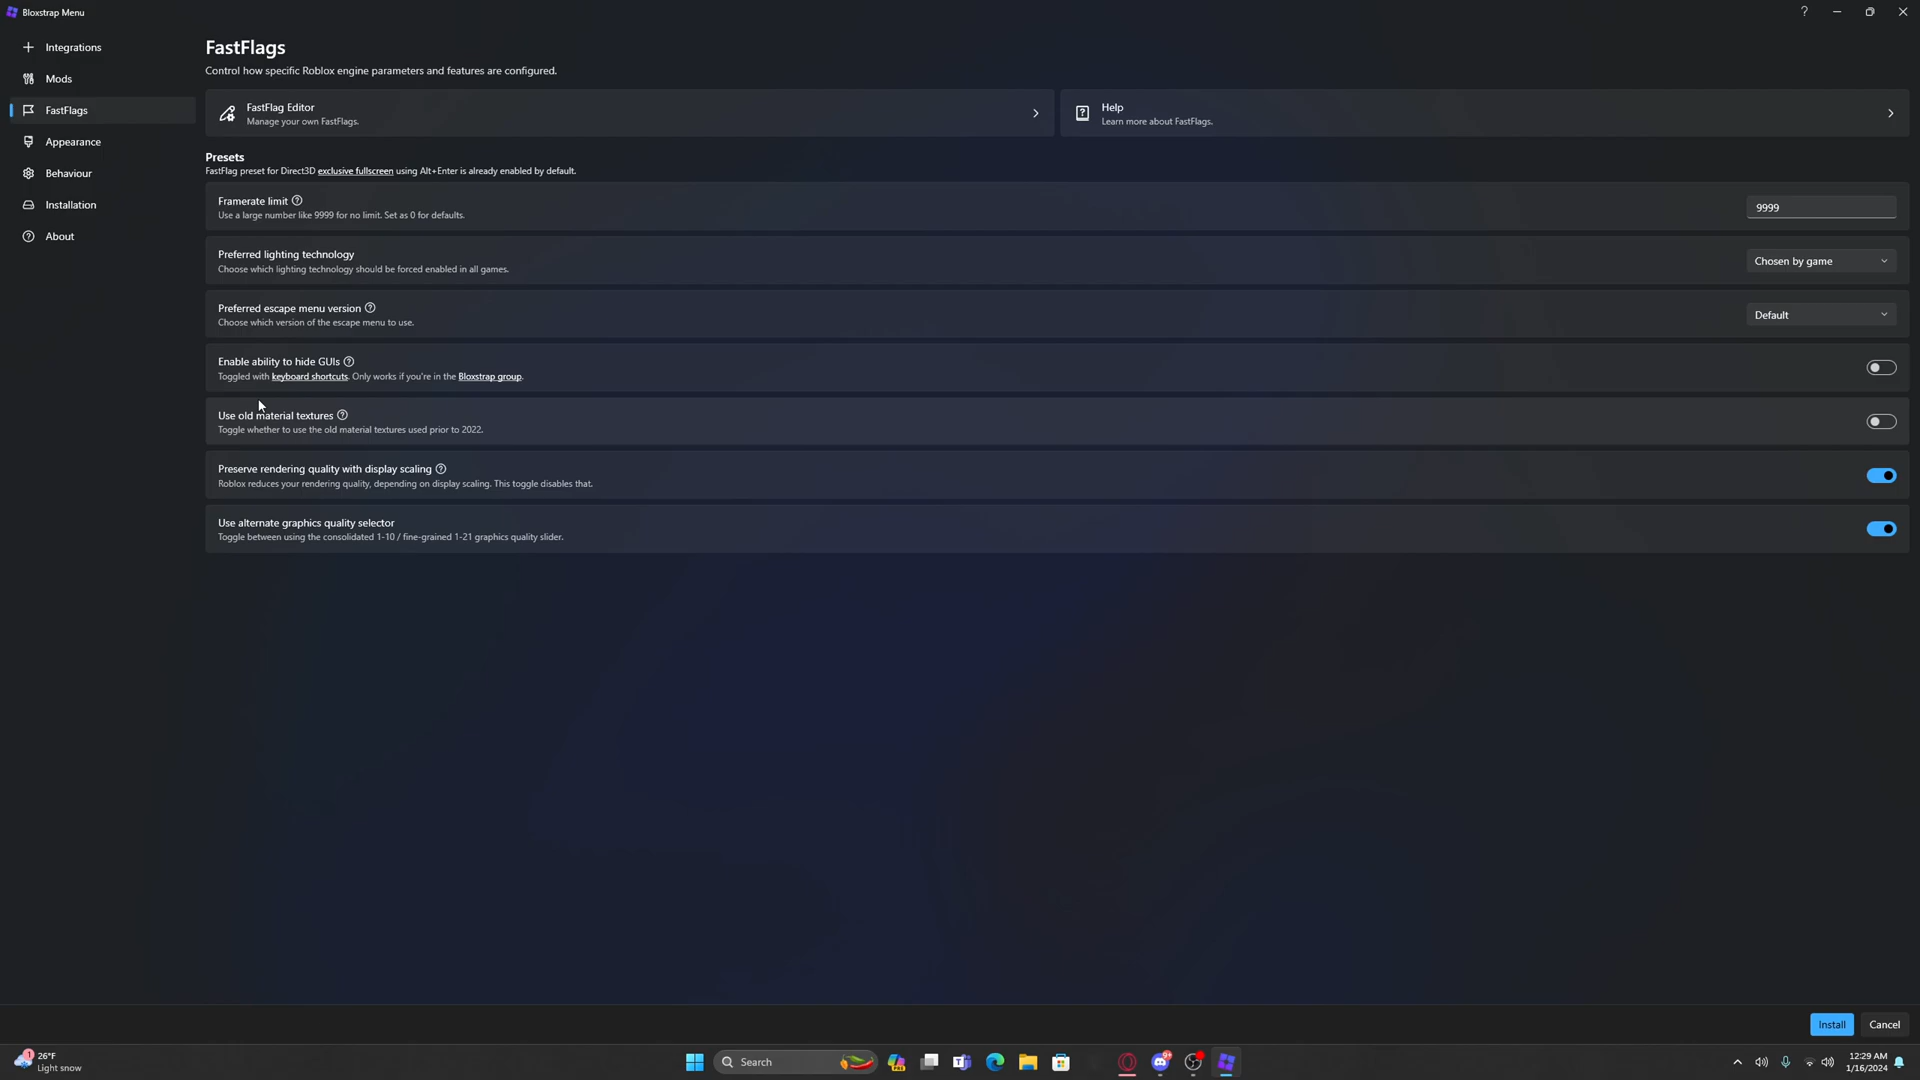 Bloxstrap Menu
?
Integrations
Mods
FastFlags
Appearance
Behaviour
Installation
About
FastFlags
Control how specific Roblox engine parameters and features are configured.
FastFlag Editor
Manage your own FastFlags.
Help
Learn more about FastFlags.
Presets
FastFlag preset for Direct3D exclusive fullscreen using Alt+Enter is already enabled by default.
Framerate limit
Use a large number like 9999 for no limit. Set as 0 for defaults.
9999
Preferred lighting technology
Choose which lighting technology should be forced enabled in all games.
Chosen by game
Preferred escape menu version
Choose which version of the escape menu to use.
Default
Enable ability to hide GUIs
Toggled with keyboard shortcuts. Only works if you're in the Bloxstrap group.
Use old material textures
Toggle whether to use the old material textures used prior to 2022.
Preserve rendering quality with display scaling
Roblox reduces your rendering quality, depending on display scaling. This toggle disables that.
Use alternate graphics quality selector
Toggle between using the consolidated 1-10 / fine-grained 1-21 graphics quality slider.
Install
Cancel
1
26°F
Light snow
Search
PRE
9+
12:29 AM
1/16/2024